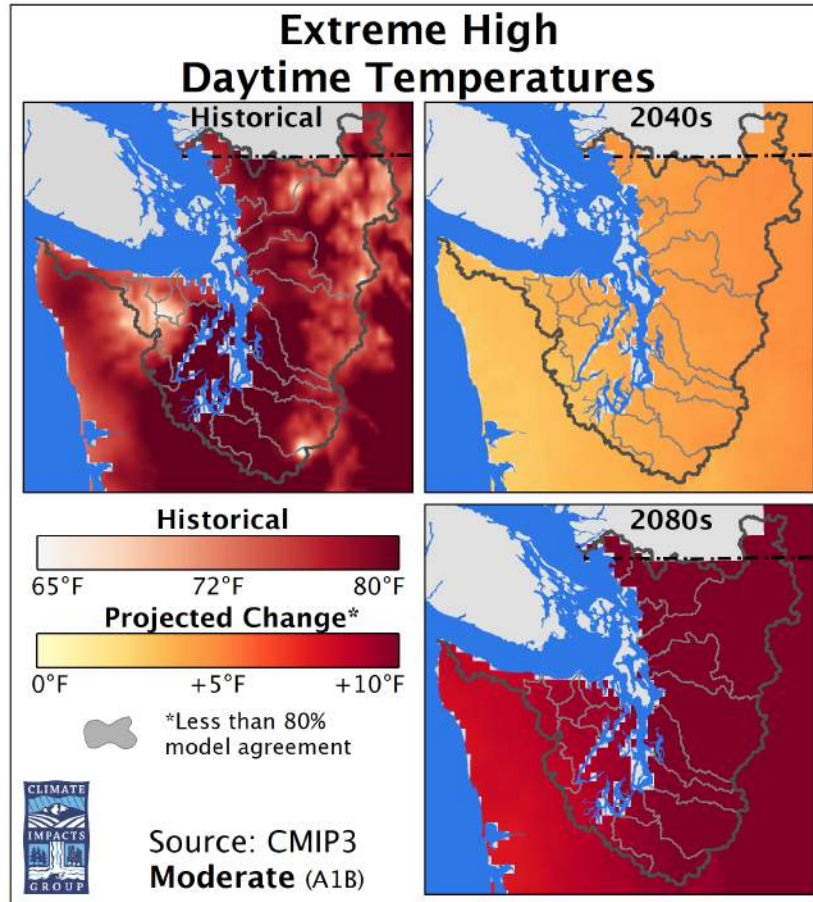 Extreme High
Daytime Temperatures
Historical
2040s
Historical
65°F 72°F 80°F
Projected Change*
0°F +5°F +10°F
*Less than 80%
model agreement
2080s
CLIMATE
IMPACTS
GROUP
Source: CMIP3
Moderate (A1B)